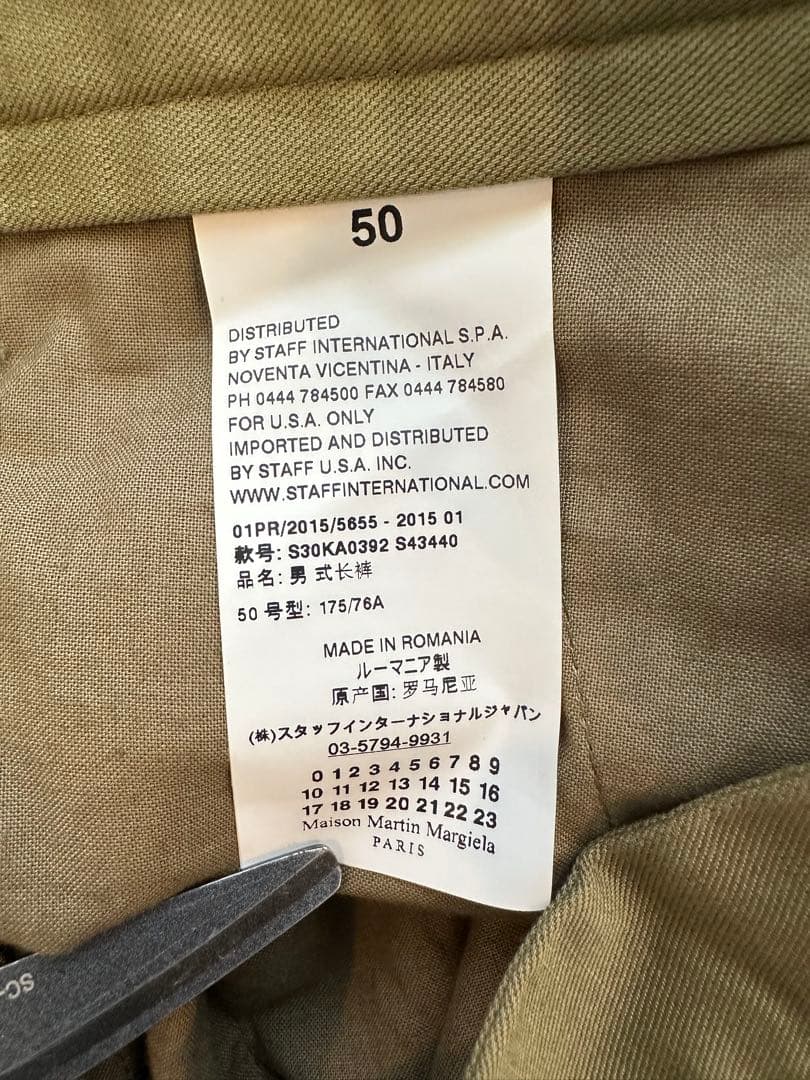 50
DISTRIBUTED
BY STAFF INTERNATIONAL S.P.A.
NOVENTA VICENTINA - ITALY
PH 0444 784500 FAX 0444 784580
FOR U.S.A. ONLY
IMPORTED AND DISTRIBUTED
BY STAFF U.S.A. INC.
WWW.STAFFINTERNATIONAL.COM
01PR/2015/5655 - 2015 01
款号: S30KA0392 S43440
品名: 男 式长裤
50 号型: 175/76A
MADE IN ROMANIA
ルーマニア製
原产国: 罗马尼亚
(株)スタッフインターナショナルジャパン
03-5794-9931
0 1 2 3 4 5 6 7 8 9
10 11 12 13 14 15 16
17 18 19 20 21 22 23
Maison Martin Margiela
PARIS
SC-